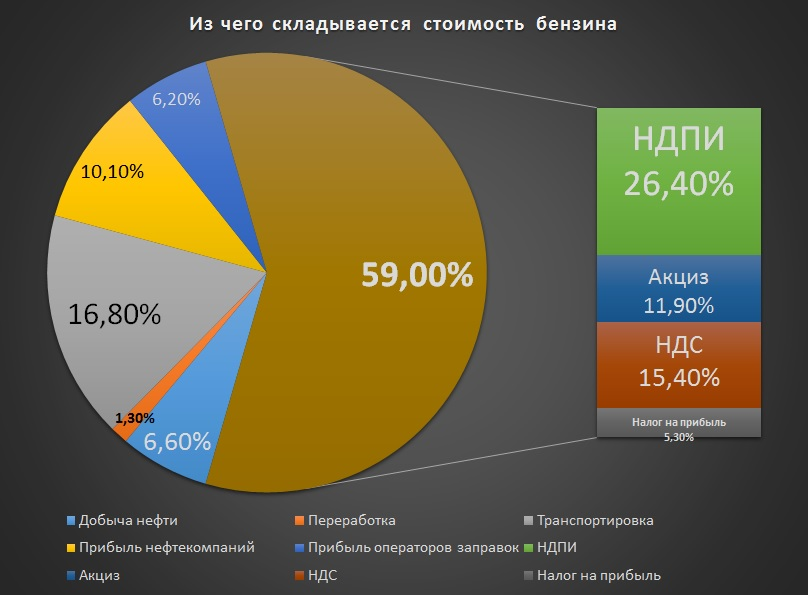 Из чего складывается стоимость бензина
6,20%
10,10%
16,80%
1,30%
6,60%
59,00%
НДПИ
26,40%
Акциз
11,90%
НДС
15,40%
Налог на прибыль
5,30%
Добыча нефти
Переработка
Транспортировка
Прибыль нефтекомпаний
Прибыль операторов заправок
НДПИ
Акциз
НДС
Налог на прибыль